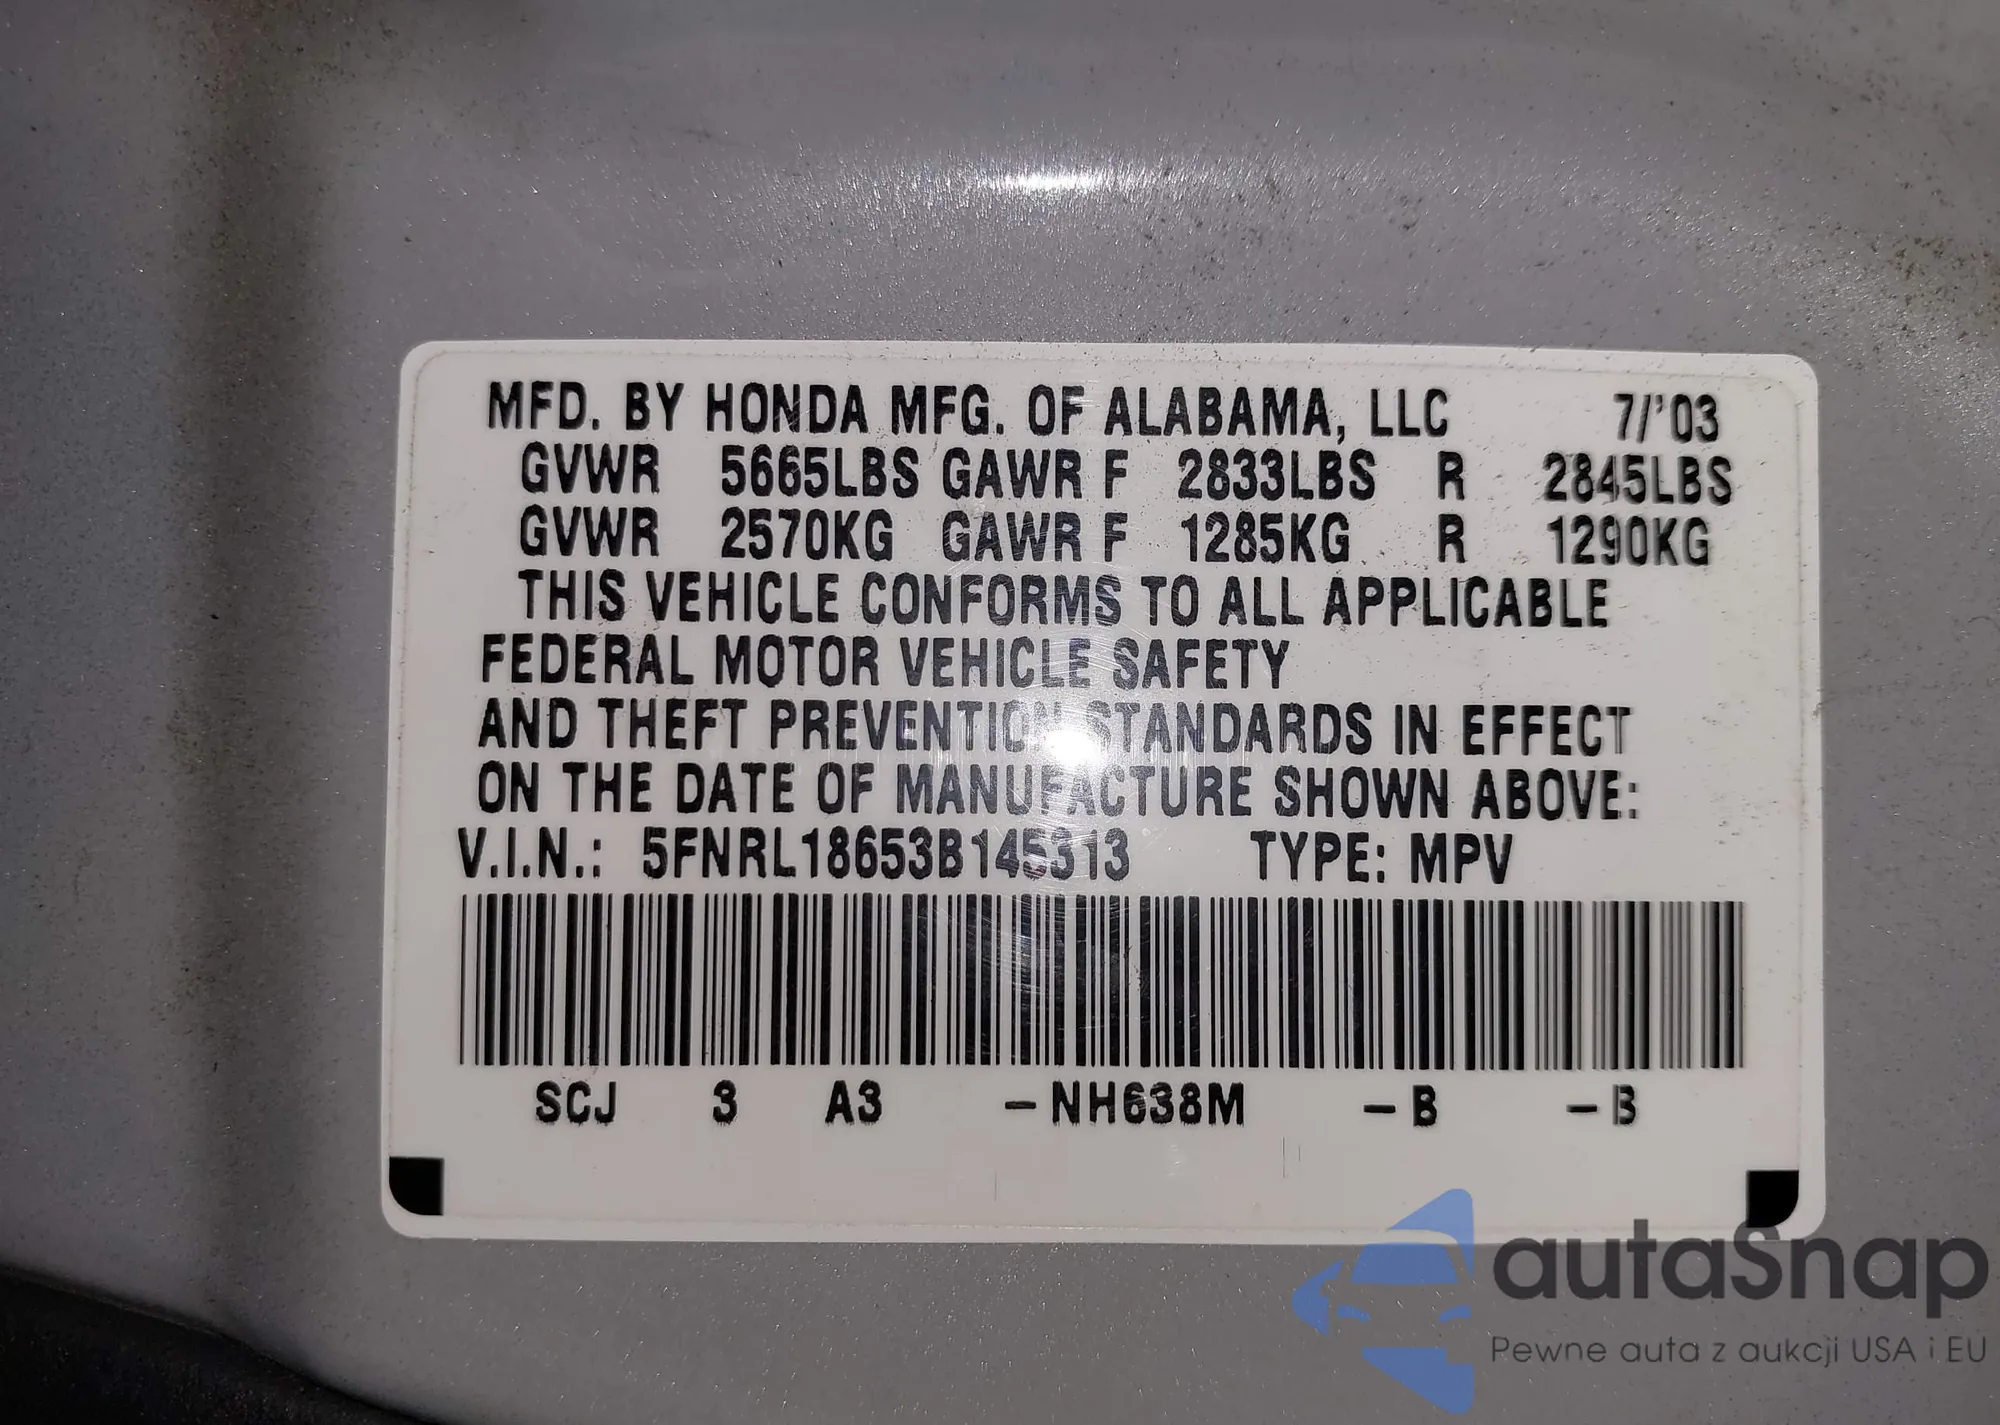 MFD. BY HONDA MFG. OF ALABAMA, LLC 7/'03
GVWR 5665LBS GAWR F 2833LBS R 2845LBS
GVWR 2570KG GAWR F 1285KG R 1290KG
THIS VEHICLE CONFORMS TO ALL APPLICABLE
FEDERAL MOTOR VEHICLE SAFETY
AND THEFT PREVENTION STANDARDS IN EFFECT
ON THE DATE OF MANUFACTURE SHOWN ABOVE:
V.I.N.: 5FNRL18653B145313 TYPE: MPV
SCJ 3 A3 -NH638M -B -B
autaSnap
Pewne auta z aukcji USA i EU